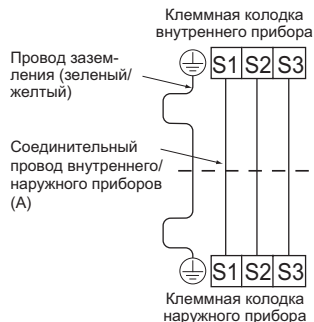 Клеммная колодка
внутреннего прибора
Провод зазем-
ления (зеленый/
желтый)
S1 S2 S3
Соединительный
провод внутреннего/
наружного приборов
(A)
S1 S2 S3
Клеммная колодка
наружного прибора